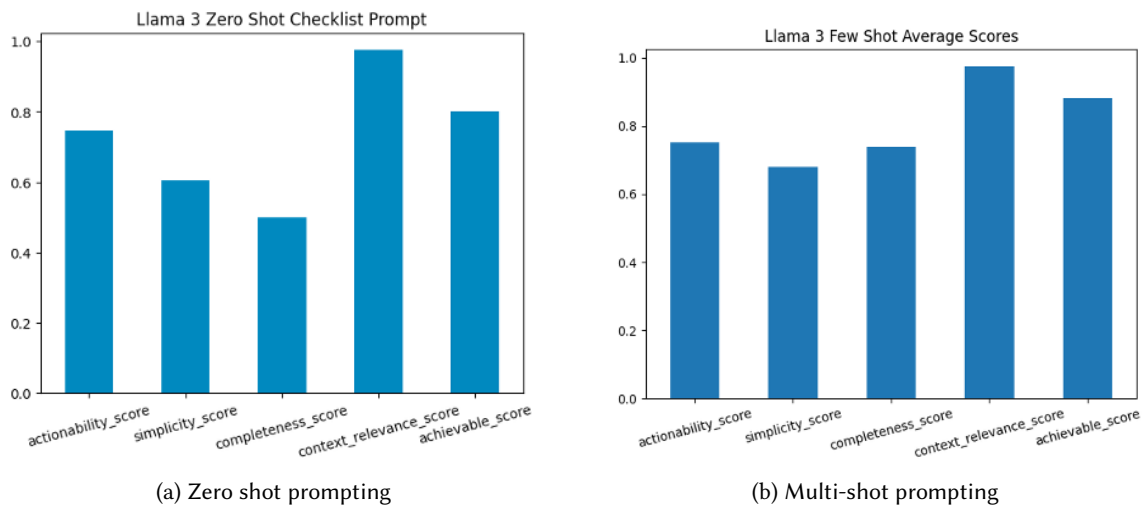 Llama 3 Zero Shot Checklist Prompt
1.0
0.8
0.6
0.4
0.2
0.0
actionability_score
simplicity_score
completeness_score
context_relevance_score
achievable_score
(a) Zero shot prompting
Llama 3 Few Shot Average Scores
1.0
0.8
0.6
0.4
0.2
0.0
actionability_score
simplicity_score
completeness_score
context_relevance_score
achievable_score
(b) Multi-shot prompting